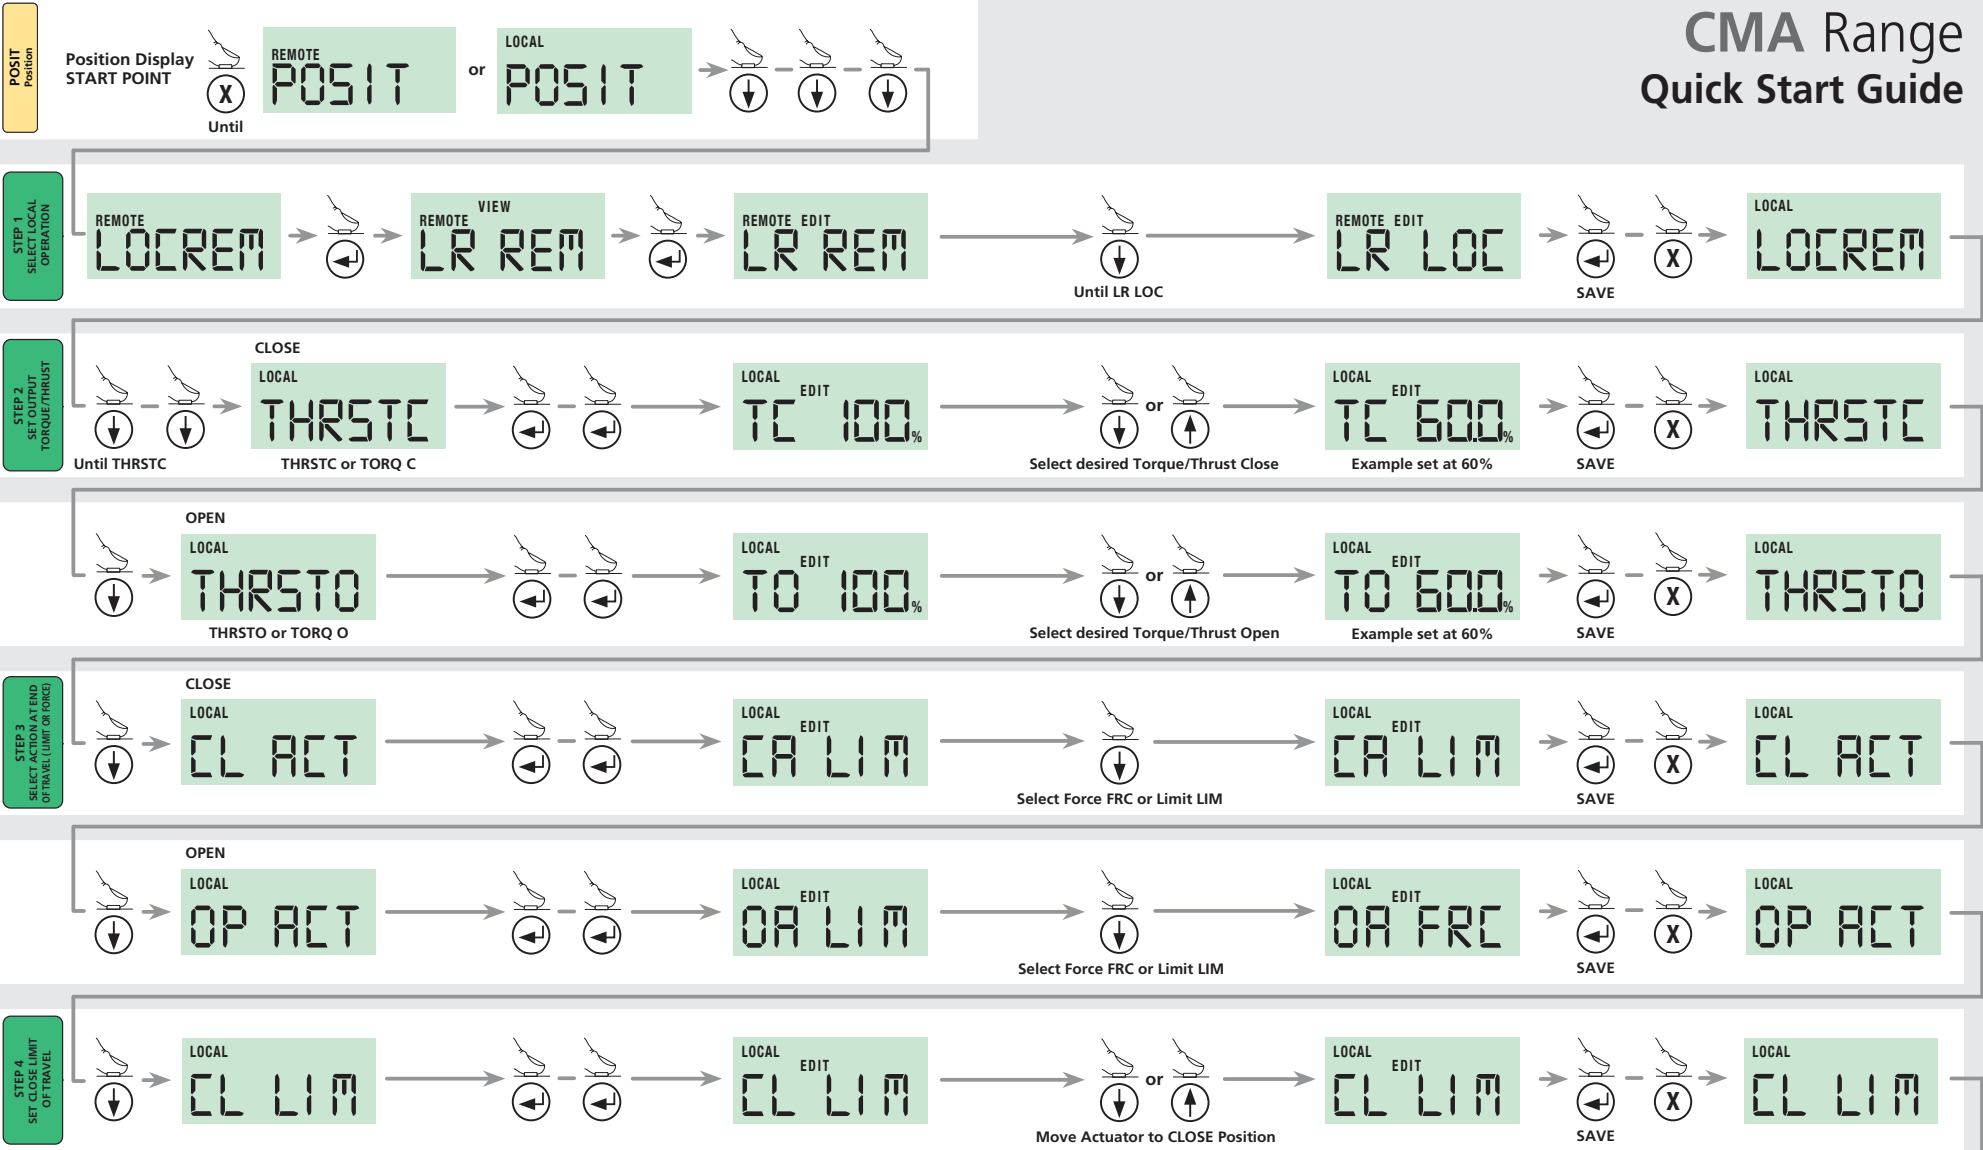 CMA Range
Quick Start Guide
POSIT
Position
Position Display
START POINT
X
Until
REMOTE
POSIT
or
LOCAL
POSIT
STEP 1
SELECT LOCAL
OPERATION
REMOTE
LOCREM
VIEW
REMOTE
LR REM
REMOTE EDIT
LR REM
Until LR LOC
REMOTE EDIT
LR LOC
SAVE
X
LOCAL
LOCREM
STEP 2
SET OUTPUT
TORQUE/THRUST
Until THRSTC
CLOSE
LOCAL
THRSTC
THRSTC or TORQ C
LOCAL
EDIT
TC 100.%
or
Select desired Torque/Thrust Close
LOCAL
EDIT
TC 60.0.%
Example set at 60%
SAVE
X
LOCAL
THRSTC
OPEN
LOCAL
THRSTO
THRSTO or TORQ O
LOCAL
EDIT
TO 100.%
or
Select desired Torque/Thrust Open
LOCAL
EDIT
TO 60.0.%
Example set at 60%
SAVE
X
LOCAL
THRSTO
STEP 3
SELECT ACTION AT END
OF TRAVEL ( LIMIT OR FORCE)
CLOSE
LOCAL
CL ACT
LOCAL
EDIT
CA LIM
Select Force FRC or Limit LIM
LOCAL
EDIT
CA LIM
SAVE
X
LOCAL
CL ACT
OPEN
LOCAL
OP ACT
LOCAL
EDIT
OA LIM
Select Force FRC or Limit LIM
LOCAL
EDIT
OA FRC
SAVE
X
LOCAL
OP ACT
STEP 4
SET CLOSE LIMIT
OF TRAVEL
LOCAL
CL LIM
LOCAL
EDIT
CL LIM
or
Move Actuator to CLOSE Position
LOCAL
EDIT
CL LIM
SAVE
X
LOCAL
CL LIM